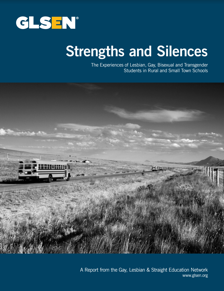 GLSEN®
Strengths and Silences
The Experiences of Lesbian, Gay, Bisexual and Transgender
Students in Rural and Small Town Schools
A Report from the Gay, Lesbian & Straight Education Network
www.glsen.org